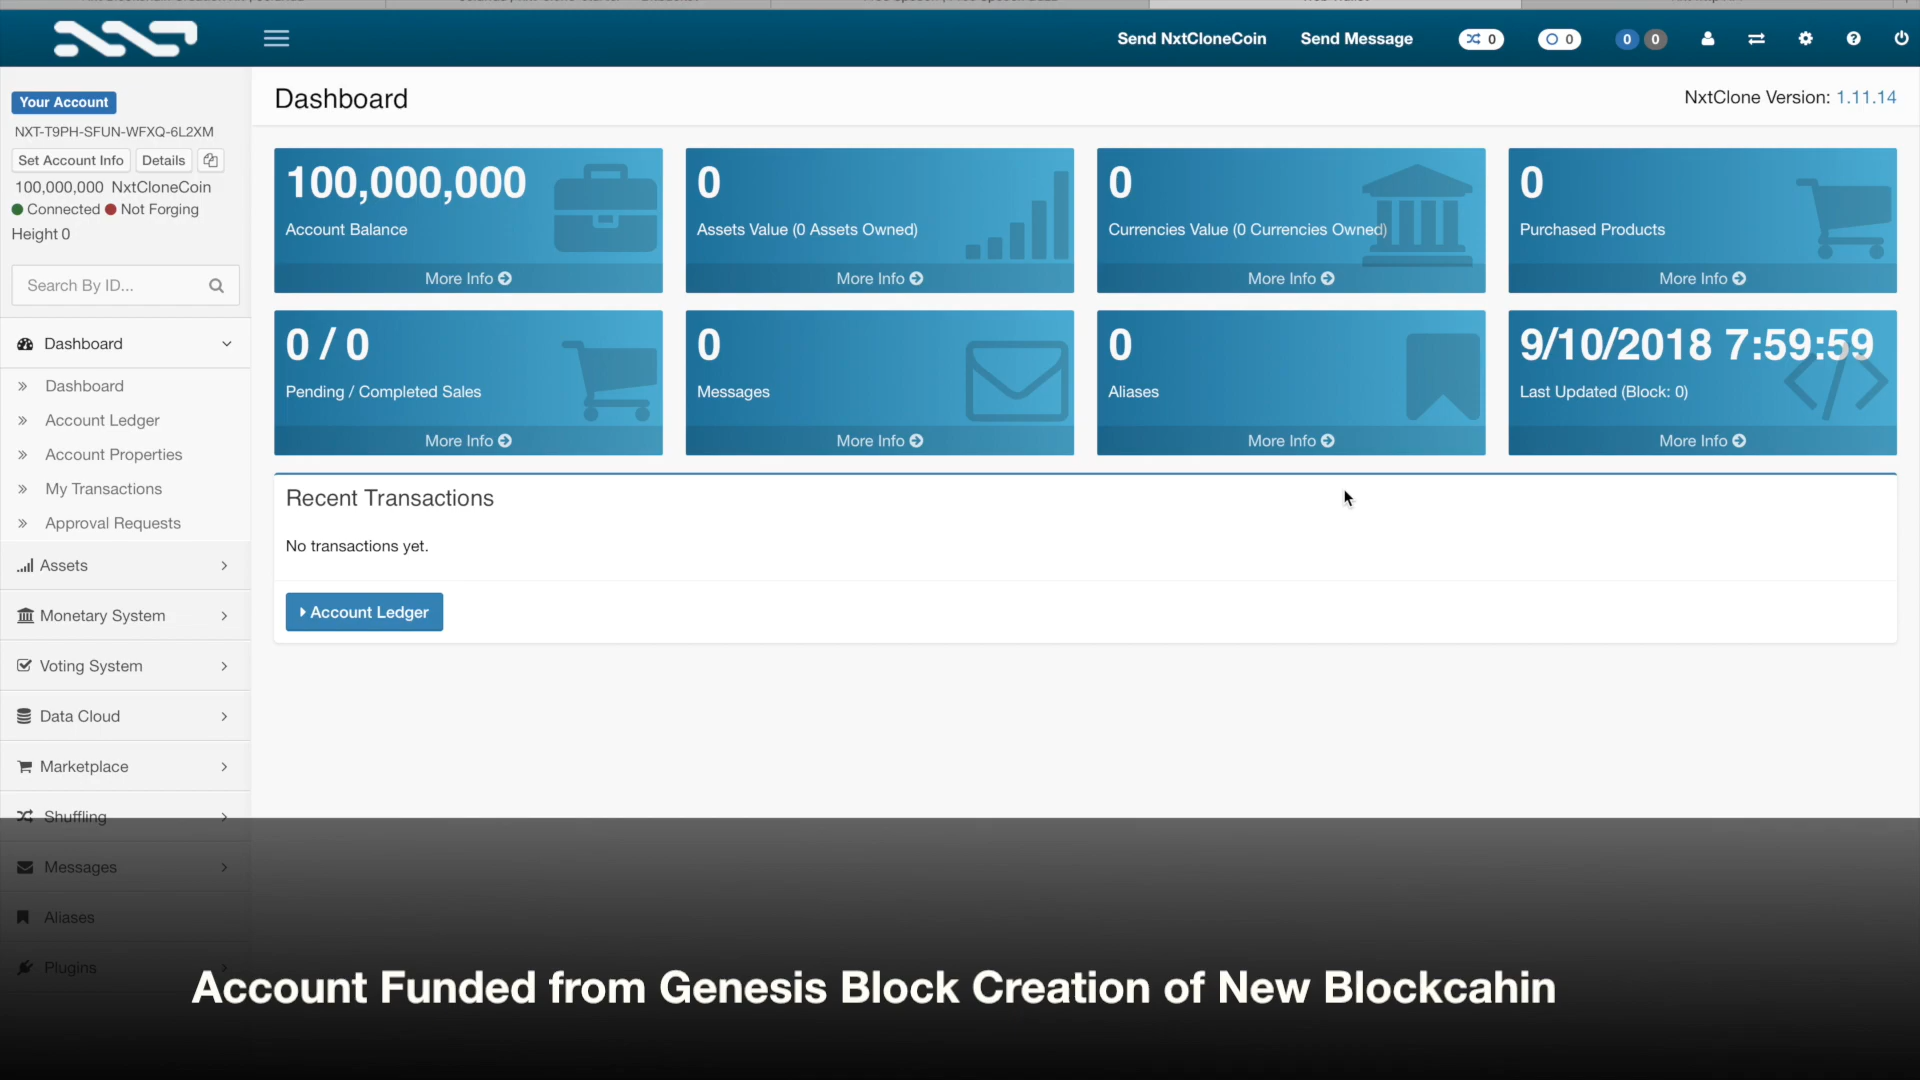 Send NxtCloneCoin
Send Message
0
0
0
0
Your Account
NXT-T9PH-SFUN-WFXQ-6L2XM
Set Account Info
Details
100,000,000 NxtCloneCoin
Connected
Not Forging
Height 0
Search By ID...
Dashboard
Dashboard
Account Ledger
Account Properties
My Transactions
Approval Requests
Assets
Monetary System
Voting System
Data Cloud
Marketplace
Shuffling
Messages
Aliases
Plugins
Dashboard
NxtClone Version: 1.11.14
100,000,000
Account Balance
More Info
0
Assets Value (0 Assets Owned)
More Info
0
Currencies Value (0 Currencies Owned)
More Info
0
Purchased Products
More Info
0 / 0
Pending / Completed Sales
More Info
0
Messages
More Info
0
Aliases
More Info
9/10/2018 7:59:59
Last Updated (Block: 0)
More Info
Recent Transactions
No transactions yet.
Account Ledger
Account Funded from Genesis Block Creation of New Blockcahin